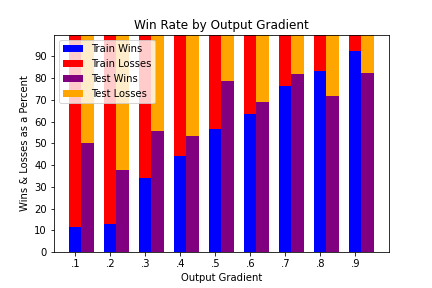 Win Rate by Output Gradient
Train Wins
Train Losses
Test Wins
Test Losses
Wins & Losses as a Percent
90
80
70
60
50
40
30
20
10
0
.1 .2 .3 .4 .5 .6 .7 .8 .9
Output Gradient